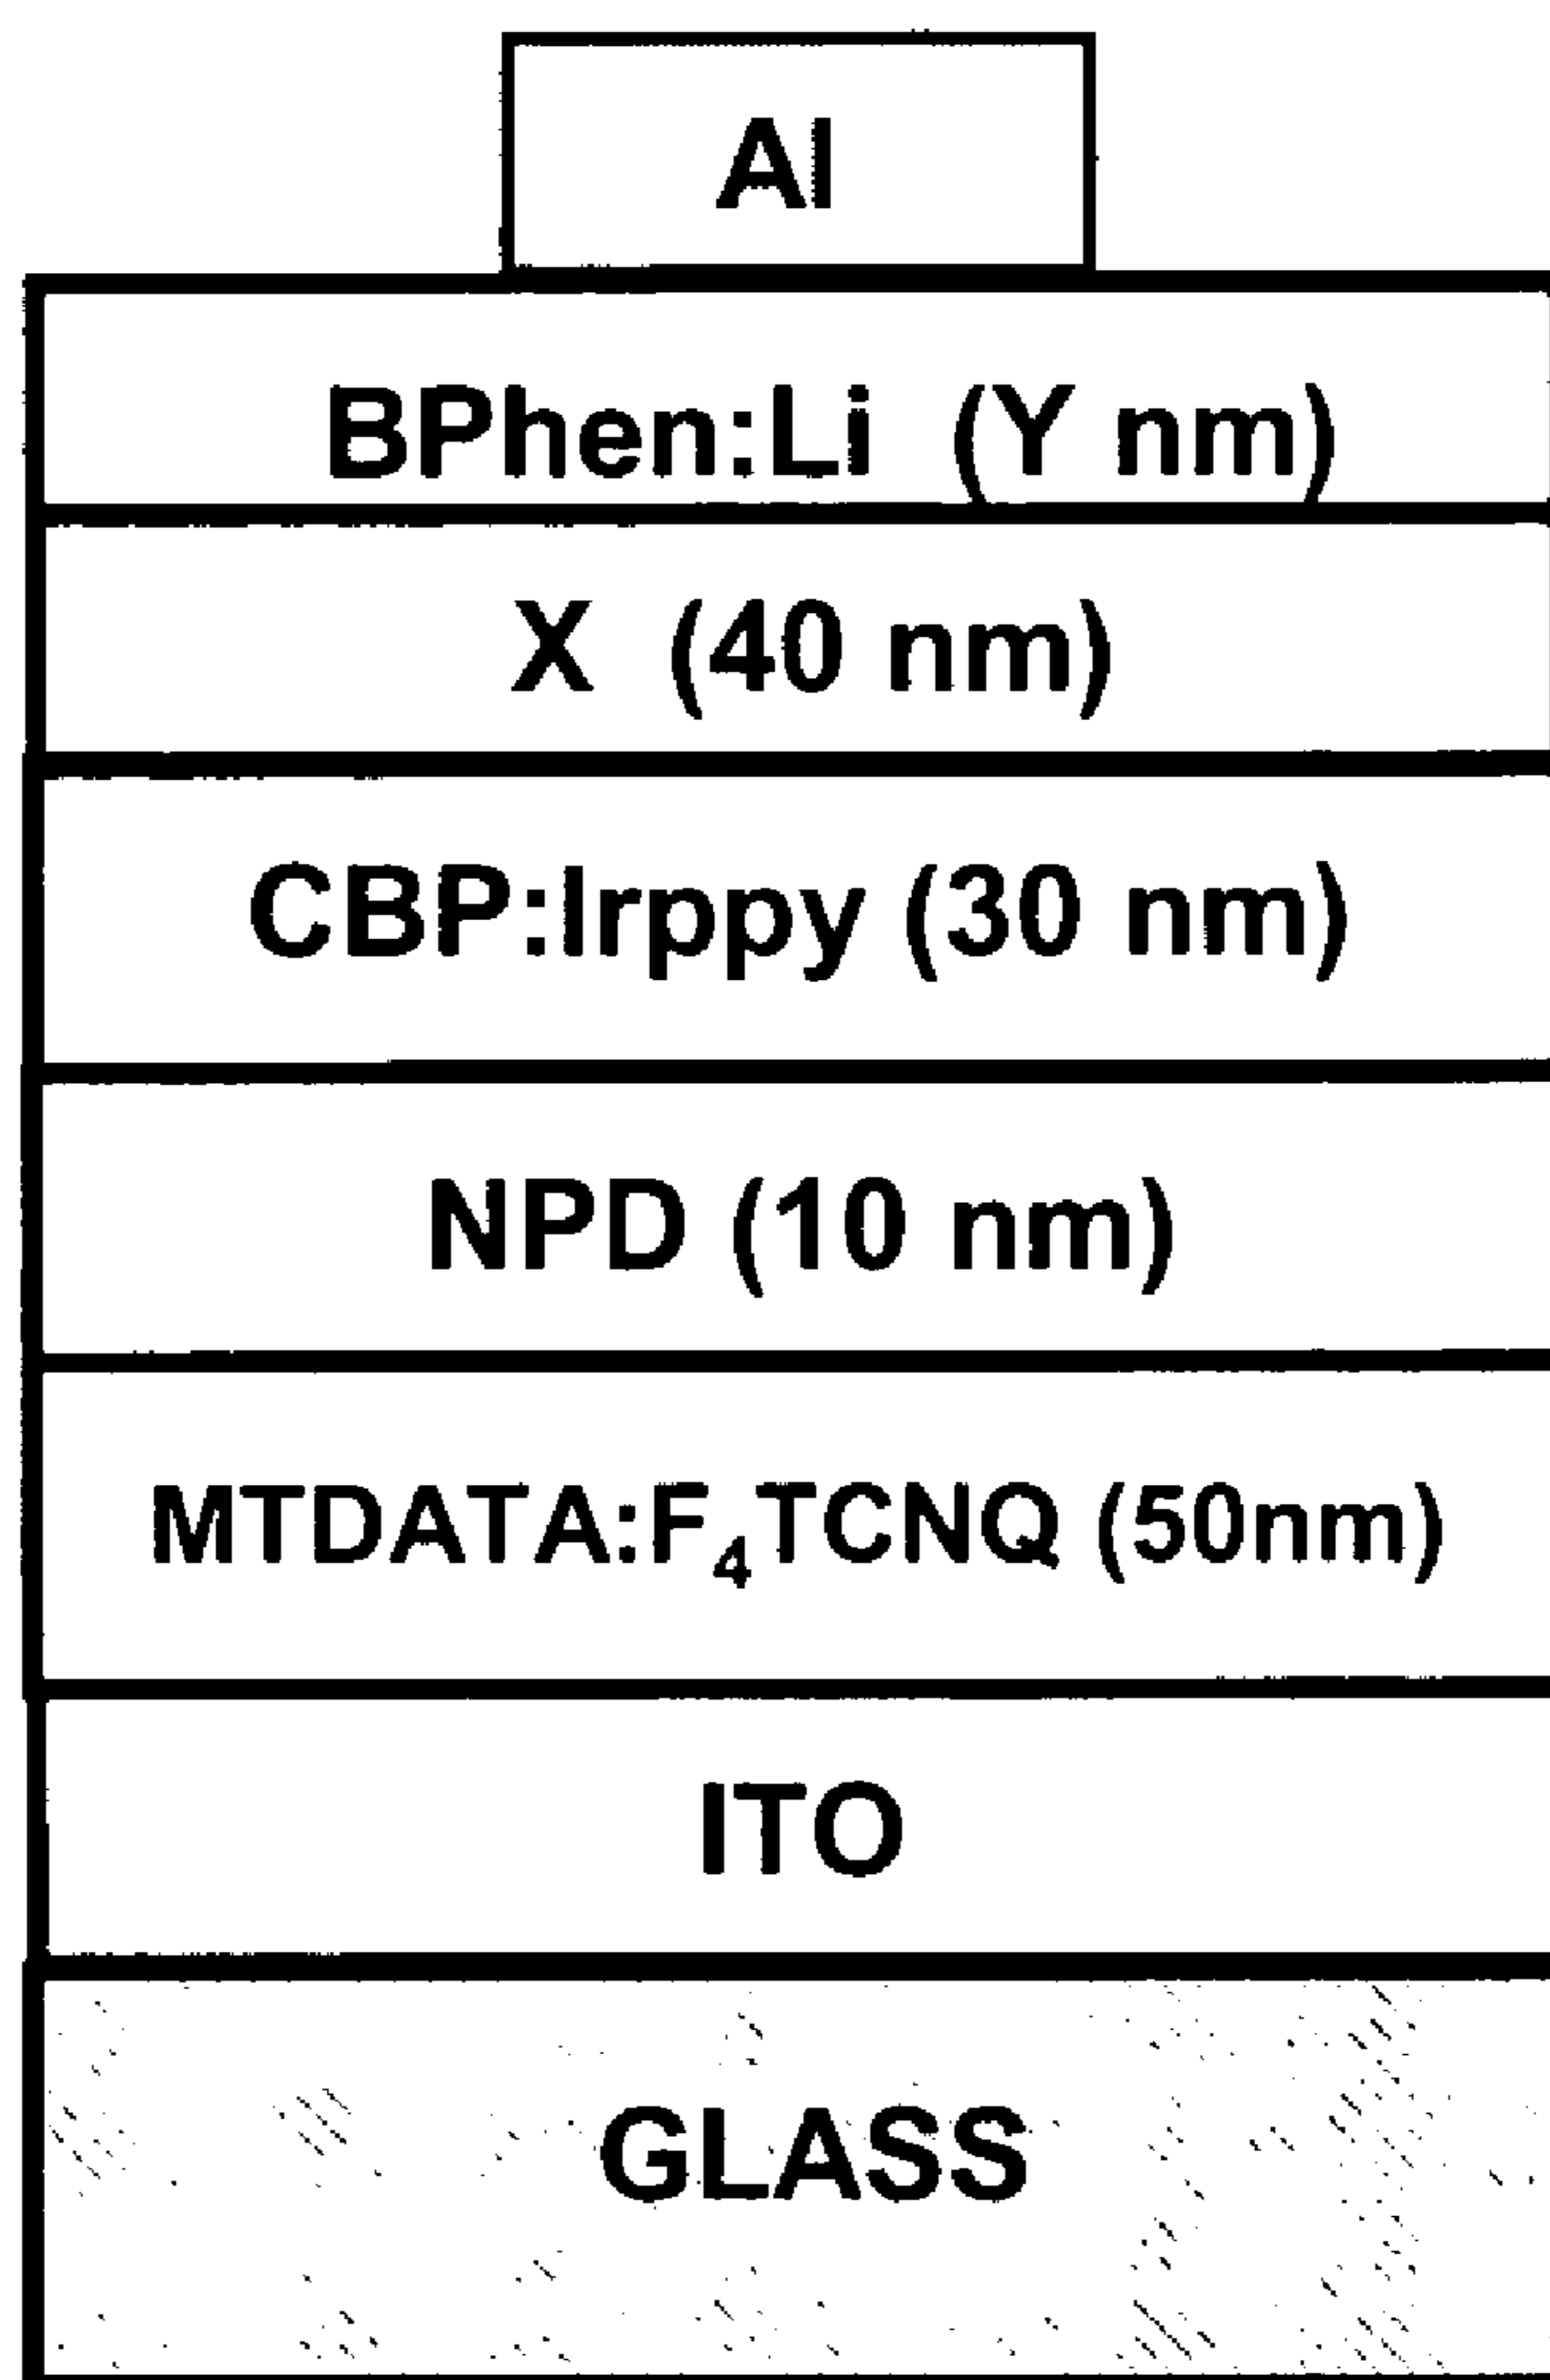 Al
BPhen:Li (Y nm)
X (40 nm)
CBP:Irppy (30 nm)
NPD (10 nm)
MTDATA:F₄TCNQ (50nm)
ITO
GLASS